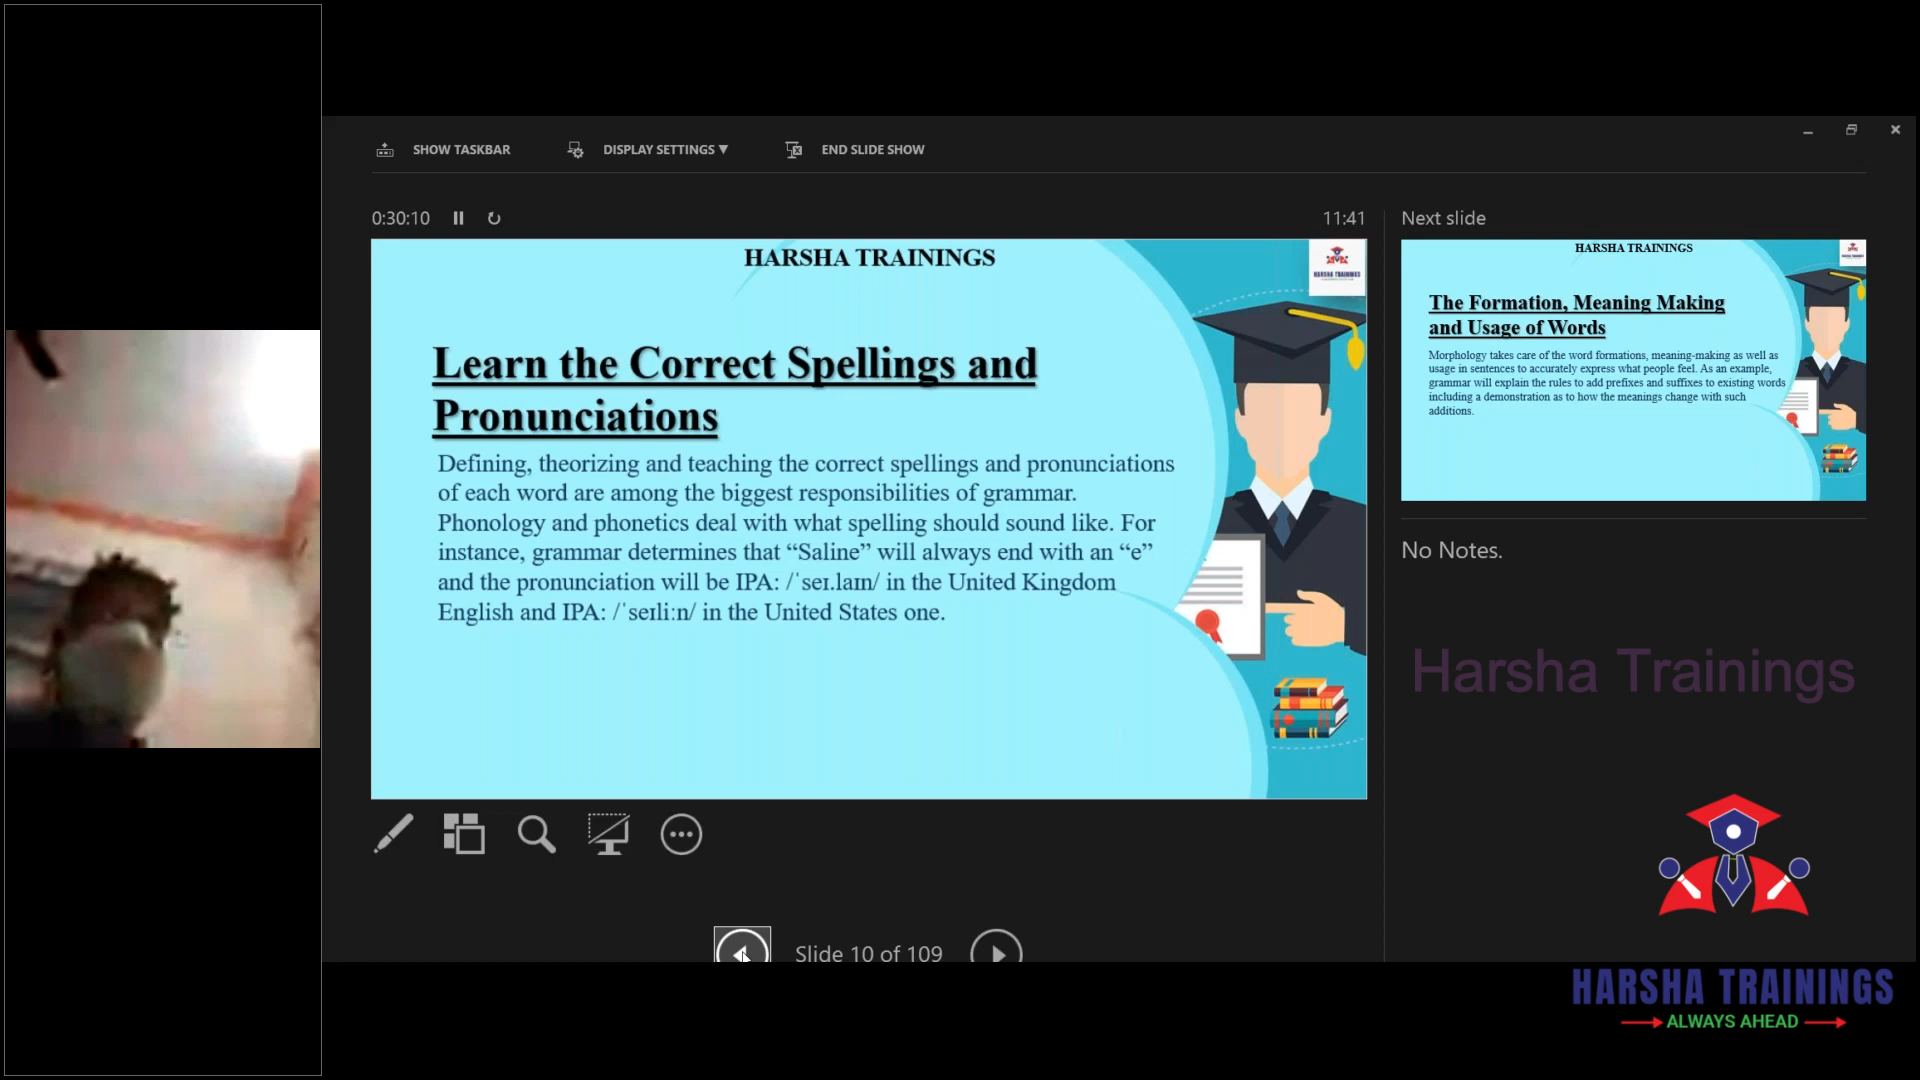 SHOW TASKBAR
DISPLAY SETTINGS ▼
END SLIDE SHOW
0:30:10
11:41
HARSHA TRAININGS
HARSHA TRAININGS
Learn the Correct Spellings and
Pronunciations
Defining, theorizing and teaching the correct spellings and pronunciations
of each word are among the biggest responsibilities of grammar.
Phonology and phonetics deal with what spelling should sound like. For
instance, grammar determines that “Saline” will always end with an “e”
and the pronunciation will be IPA: /ˈseɪ.laɪn/ in the United Kingdom
English and IPA: /ˈseɪliːn/ in the United States one.
Slide 10 of 109
Next slide
HARSHA TRAININGS
The Formation, Meaning Making
and Usage of Words
Morphology takes care of the word formations, meaning-making as well as
usage in sentences to accurately express what people feel. As an example,
grammar will explain the rules to add prefixes and suffixes to existing words
including a demonstration as to how the meanings change with such
additions.
No Notes.
Harsha Trainings
HARSHA TRAININGS
ALWAYS AHEAD